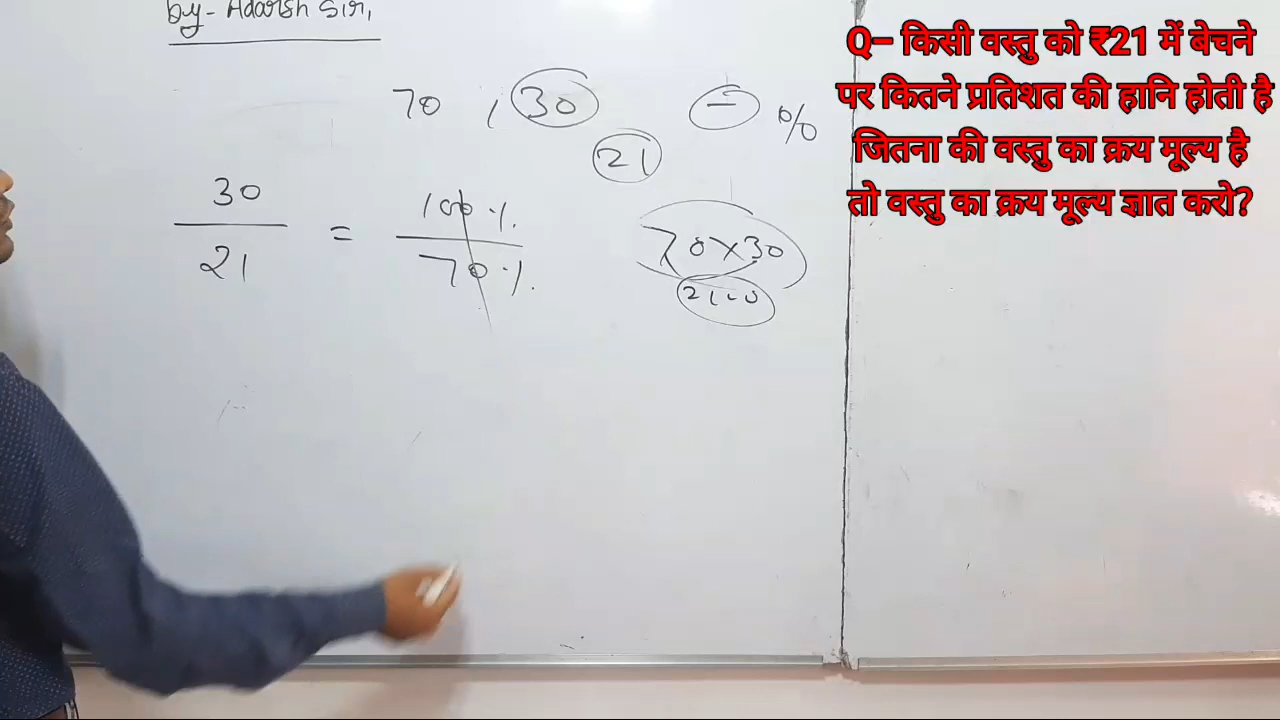 by- Adarsh Sir,
Q– किसी वस्तु को ₹21 में बेचने
पर कितने प्रतिशत की हानि होती है
जितना की वस्तु का क्रय मूल्य है
तो वस्तु का क्रय मूल्य ज्ञात करो?
70 , 30 – %
21
30 / 21 = 100% / 70%
70×30
2100